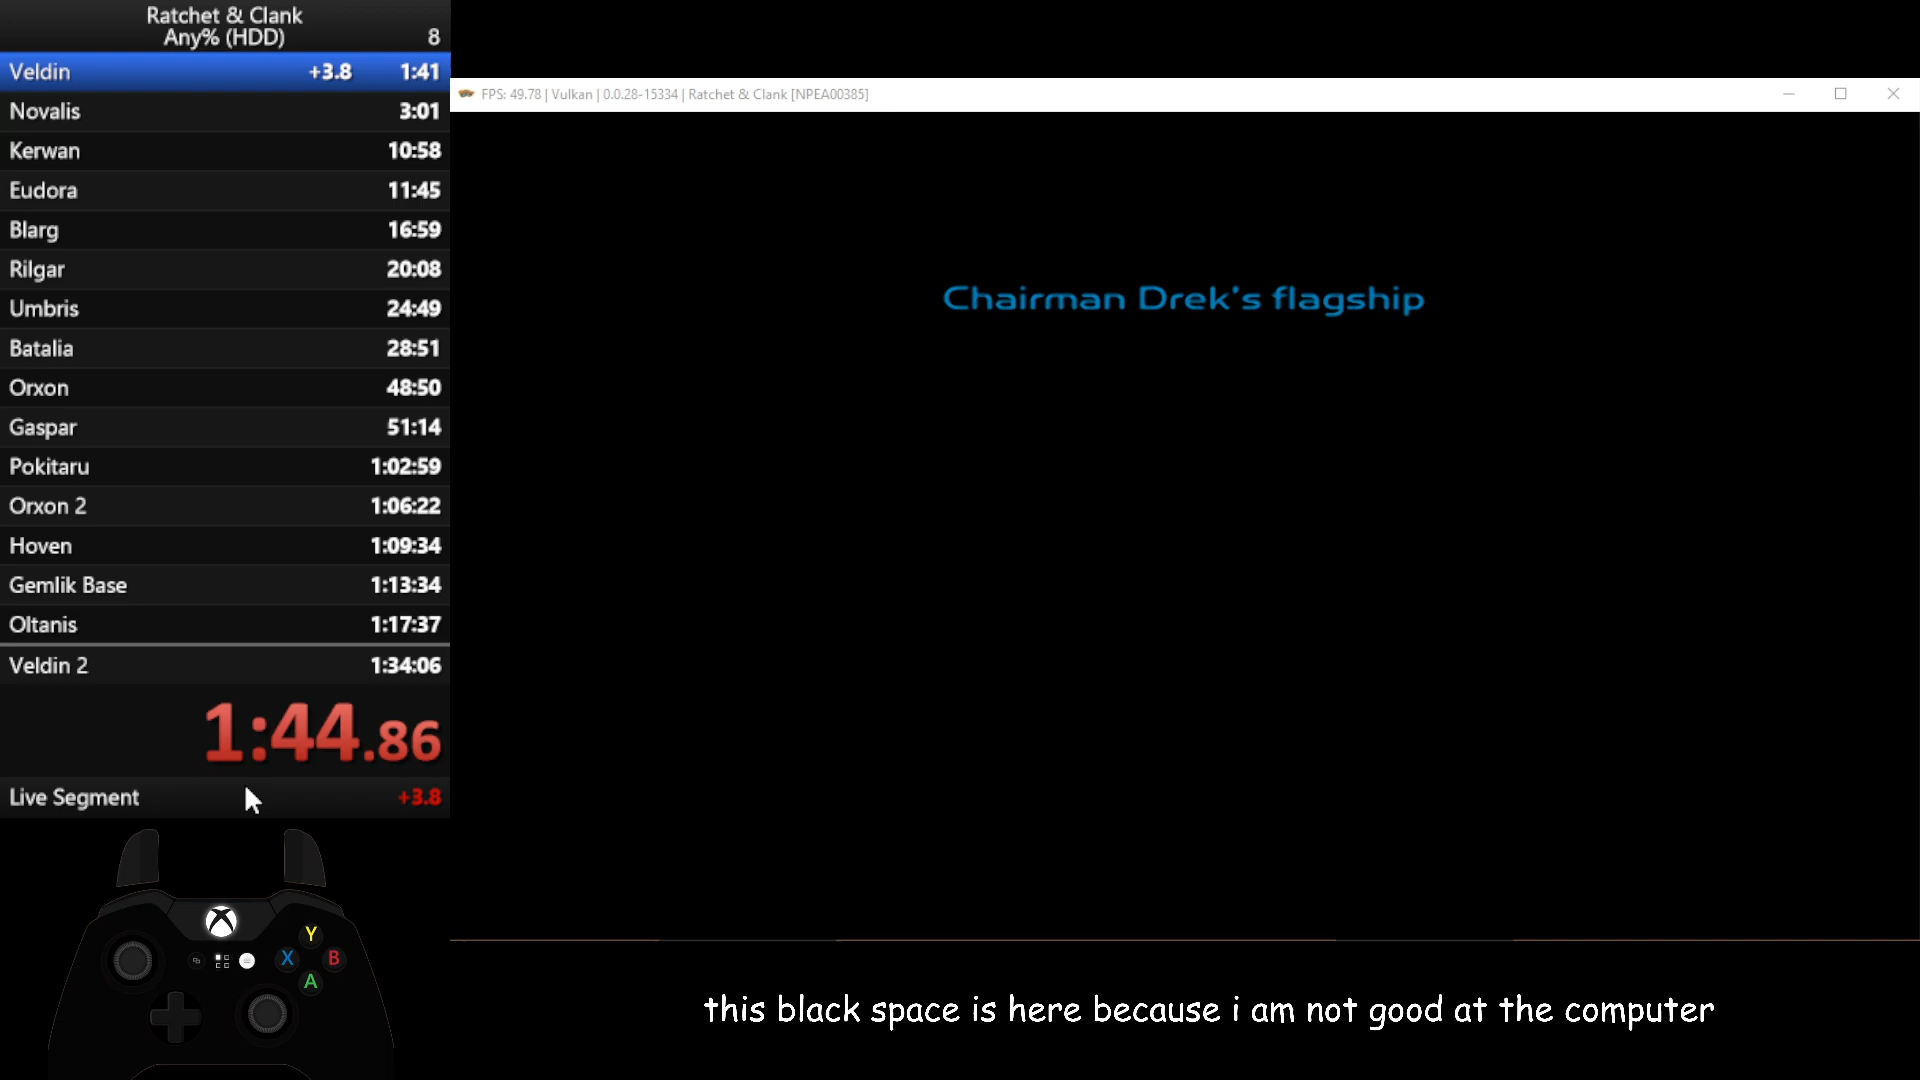 Ratchet & Clank
Any% (HDD) 8
Veldin +3.8 1:41
Novalis 3:01
Kerwan 10:58
Eudora 11:45
Blarg 16:59
Rilgar 20:08
Umbris 24:49
Batalia 28:51
Orxon 48:50
Gaspar 51:14
Pokitaru 1:02:59
Orxon 2 1:06:22
Hoven 1:09:34
Gemlik Base 1:13:34
Oltanis 1:17:37
Veldin 2 1:34:06
1:44.86
Live Segment +3.8
FPS: 49.78 | Vulkan | 0.0.28-15334 | Ratchet & Clank [NPEA00385]
Chairman Drek's flagship
Y
X B
A
this black space is here because i am not good at the computer